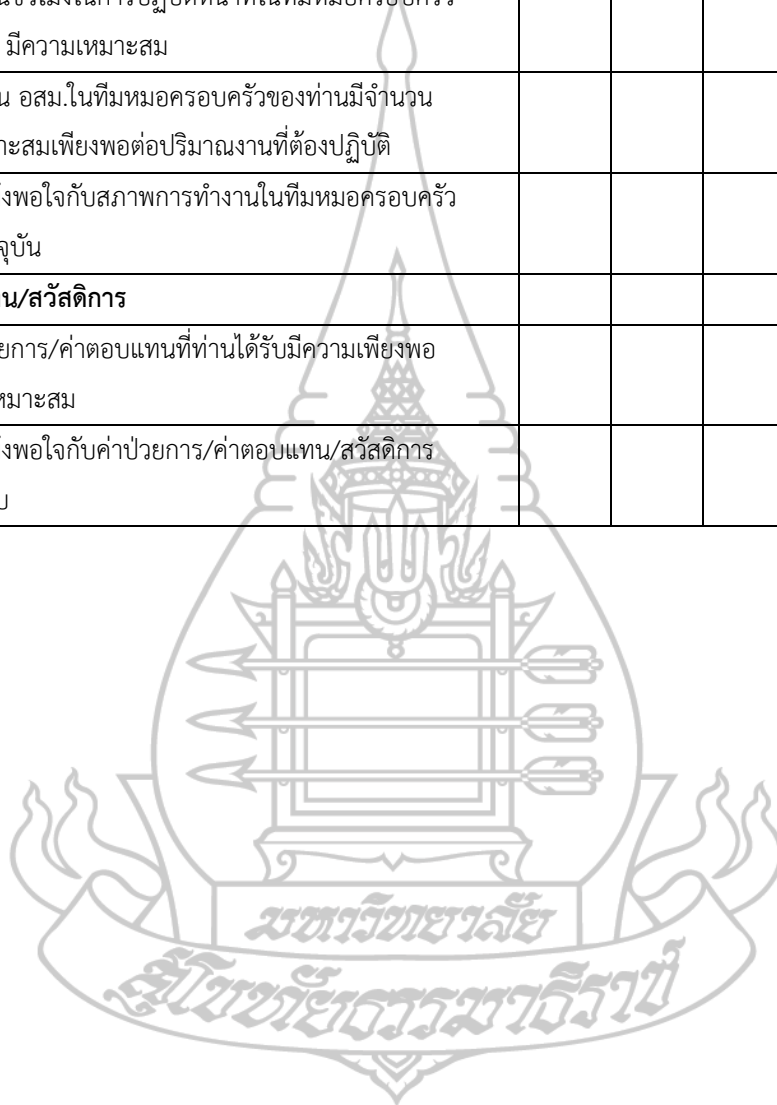 มีความเหมาะสม
น อสม.ในทีมหมอครอบครัวของท่านมีจำนวน
าะสมเพียงพอต่อปริมาณงานที่ต้องปฏิบัติ
ึงพอใจกับสภาพการทำงานในทีมหมอครอบครัว
จุบัน
ทน/สวัสดิการ
ยการ/ค่าตอบแทนที่ท่านได้รับมีความเพียงพอ
หมาะสม
ึงพอใจกับค่าป่วยการ/ค่าตอบแทน/สวัสดิการ
บ
มหาวิทยาลัย
สุโขทัยธรรมาธิราช